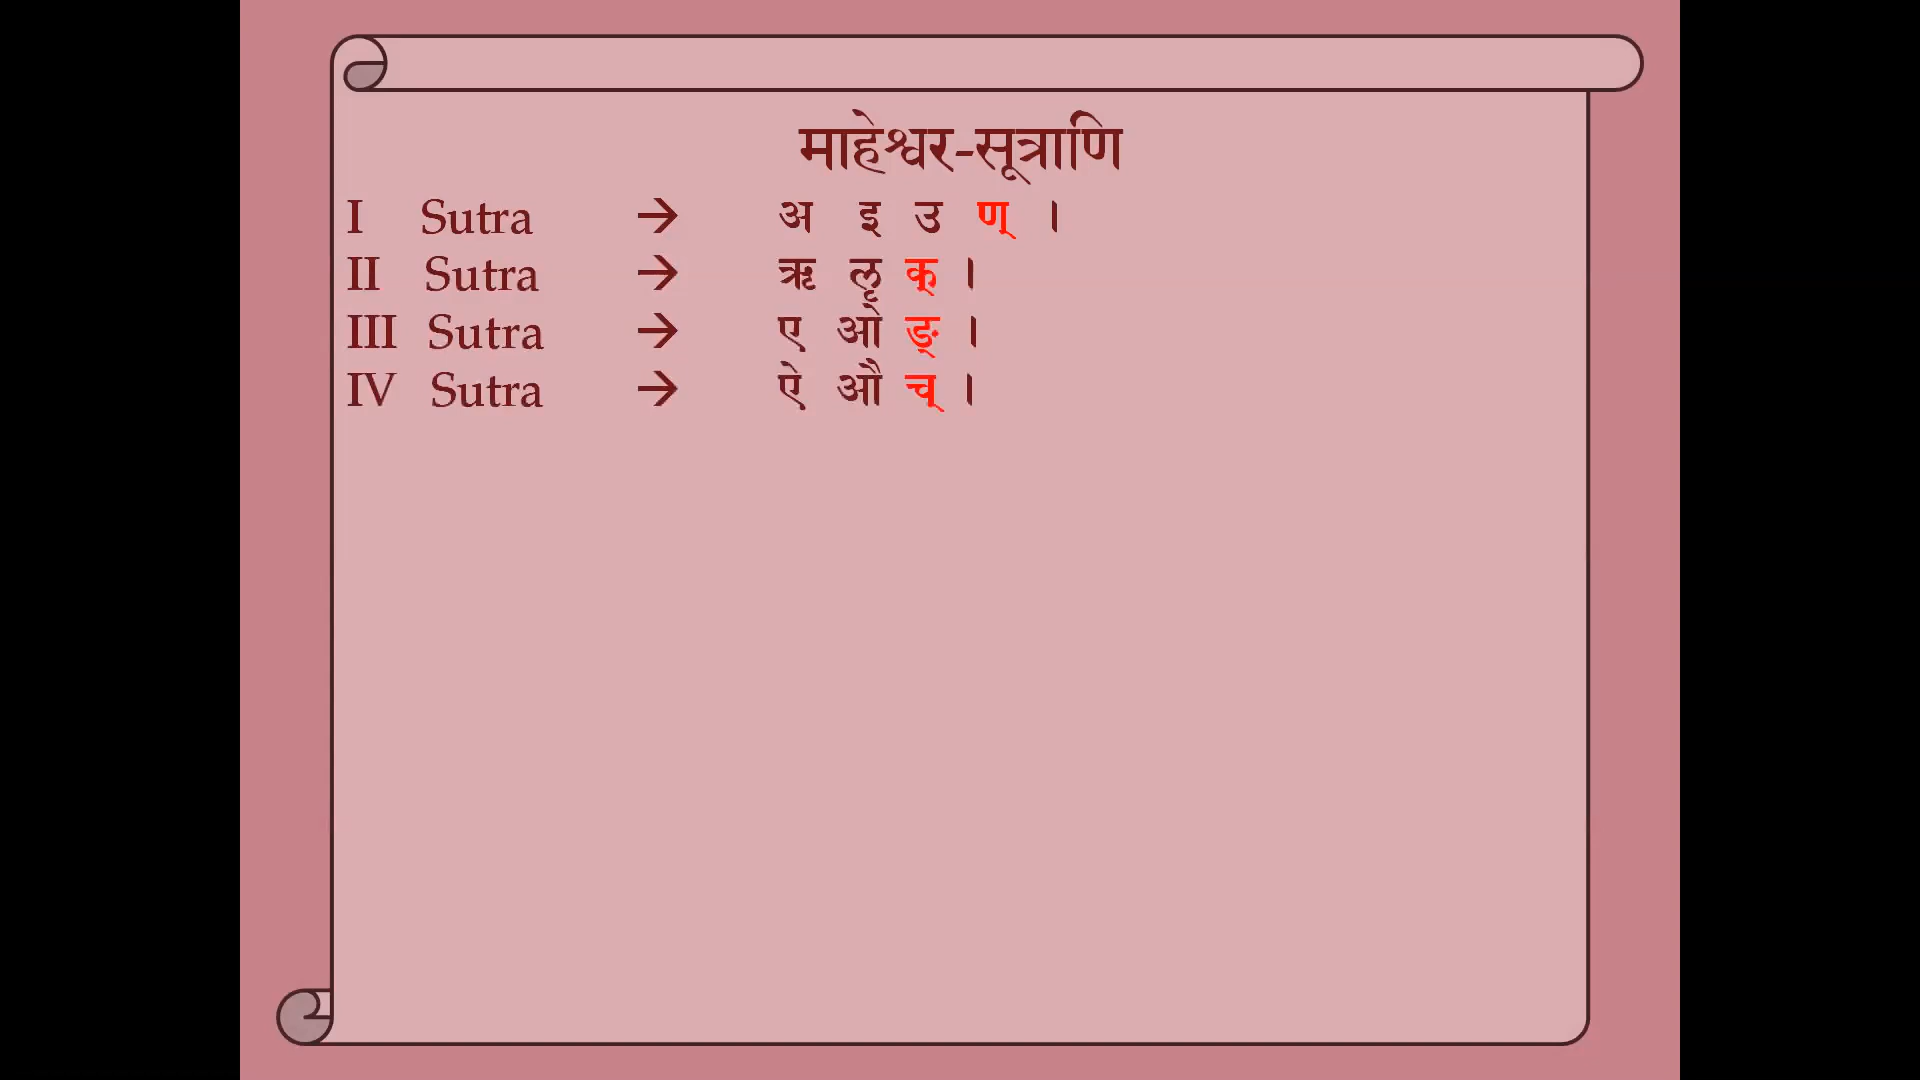 माहेश्वर-सूत्राणि
I Sutra → अ इ उ ण् ।
II Sutra → ऋ ऌ क् ।
III Sutra → ए ओ ङ् ।
IV Sutra → ऐ औ च् ।